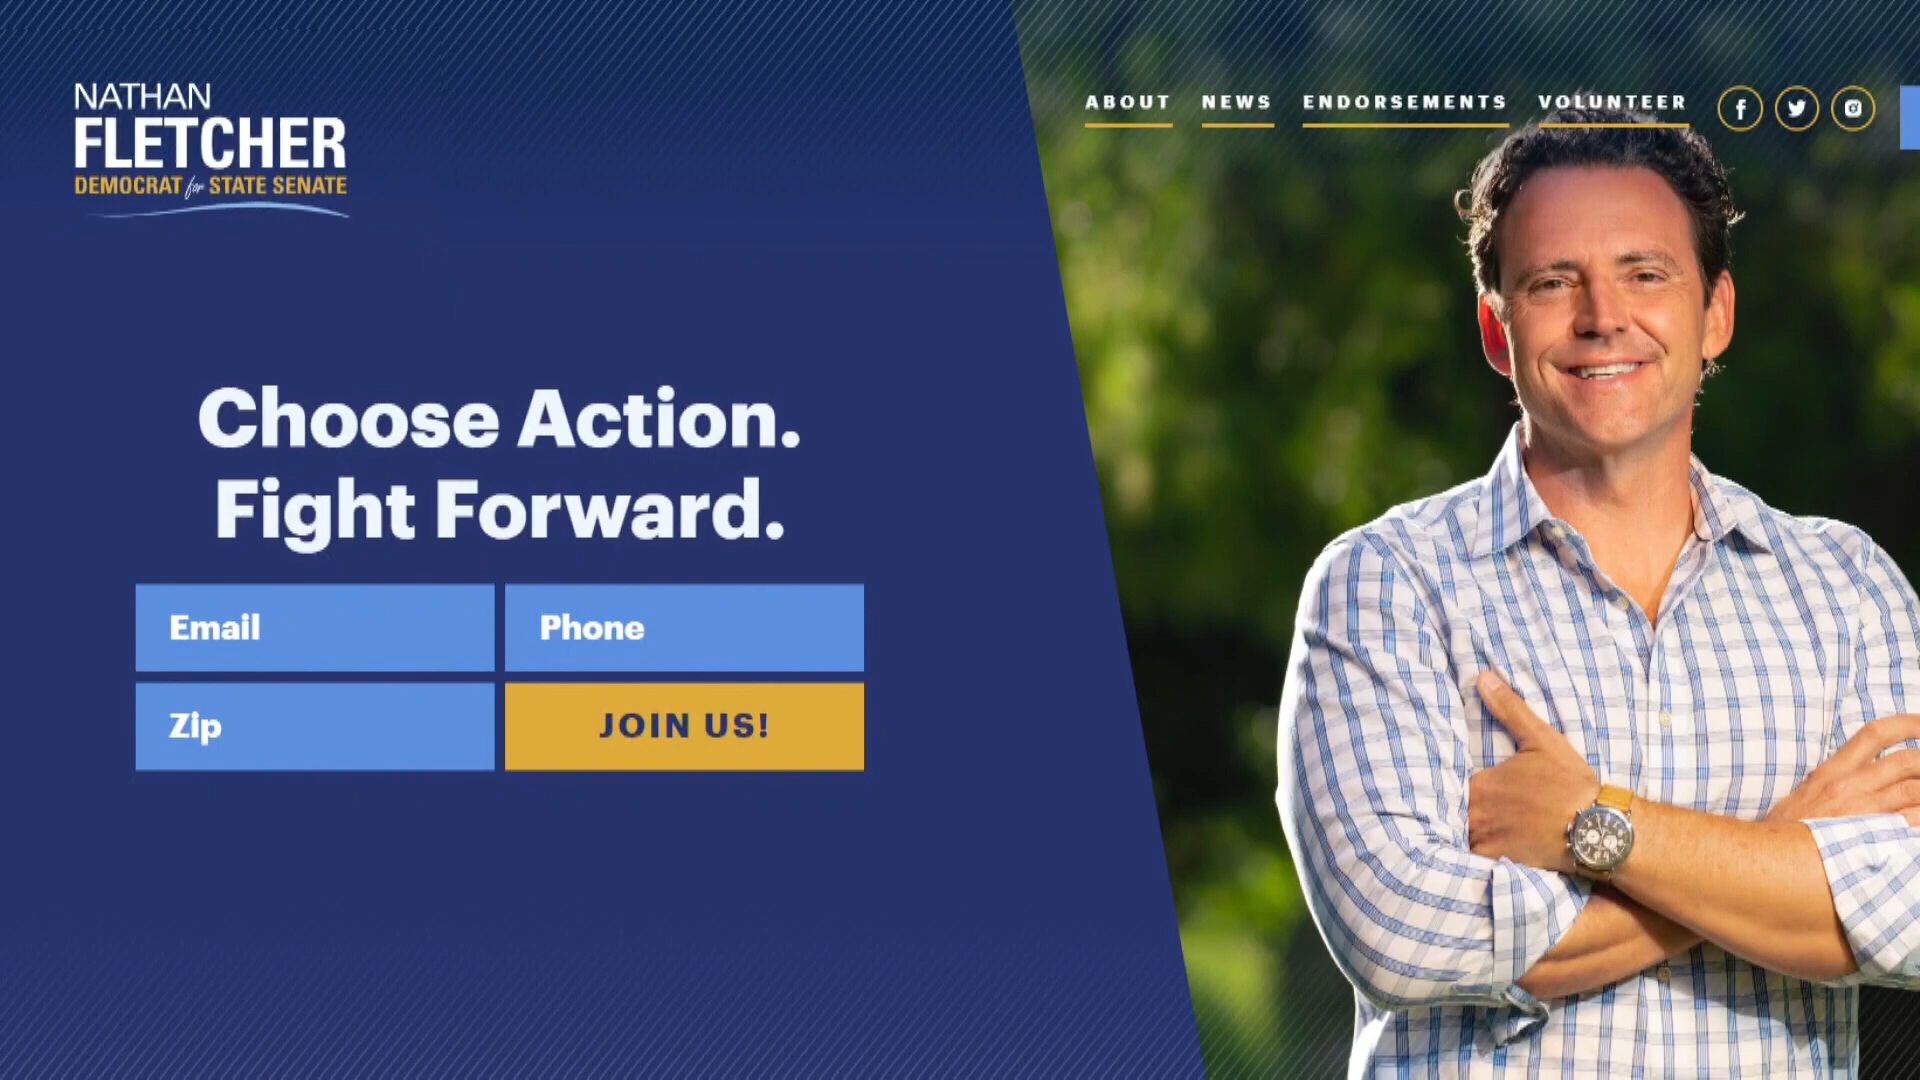 NATHAN
FLETCHER
DEMOCRAT for STATE SENATE
ABOUT NEWS ENDORSEMENTS VOLUNTEER
Choose Action.
Fight Forward.
Email Phone
Zip JOIN US!